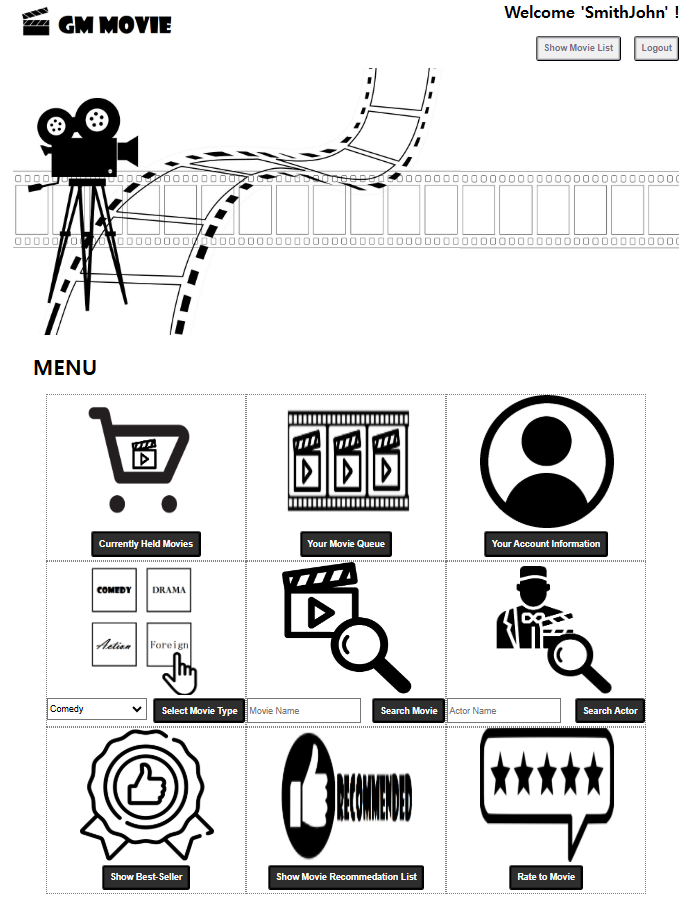 GM MOVIE
Welcome 'SmithJohn' !
Show Movie List
Logout
MENU
Currently Held Movies
Your Movie Queue
Your Account Information
COMEDY
DRAMA
Action
Foreign
Comedy
Select Movie Type
Movie Name
Search Movie
Actor Name
Search Actor
RECOMMENDED
Show Best-Seller
Show Movie Recommedation List
Rate to Movie